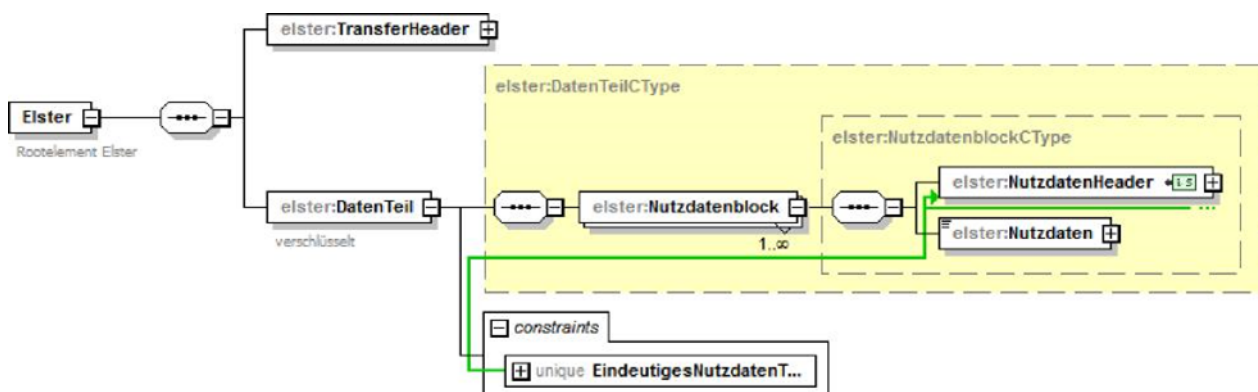 elster:TransferHeader
elster:DatenTeilCType
Elster
elster:NutzdatenblockCType
Rootelement Elster
elster:NutzdatenHeader
is
elster:DatenTeil
elster:Nutzdatenblock
...
elster:Nutzdaten
verschlüsselt
1..∞
constraints
unique EindeutigesNutzdatenT...